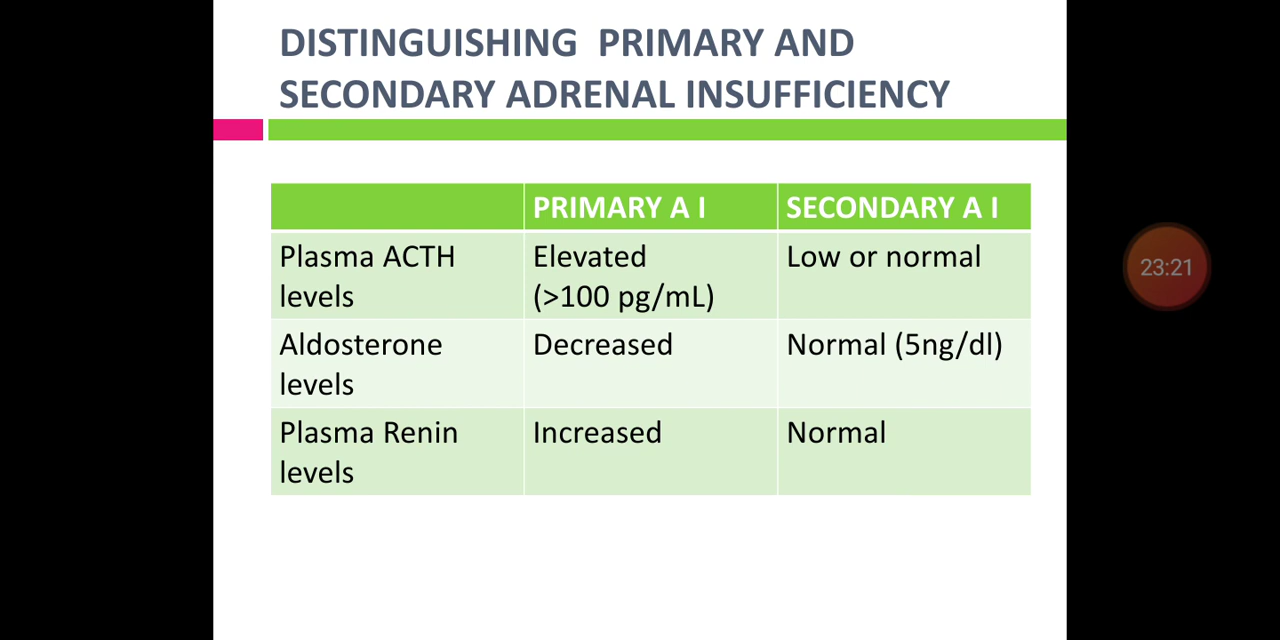 DISTINGUISHING PRIMARY AND
SECONDARY ADRENAL INSUFFICIENCY
PRIMARY A I SECONDARY A I
Plasma ACTH levels Elevated (>100 pg/mL) Low or normal
Aldosterone levels Decreased Normal (5ng/dl)
Plasma Renin levels Increased Normal
23:21